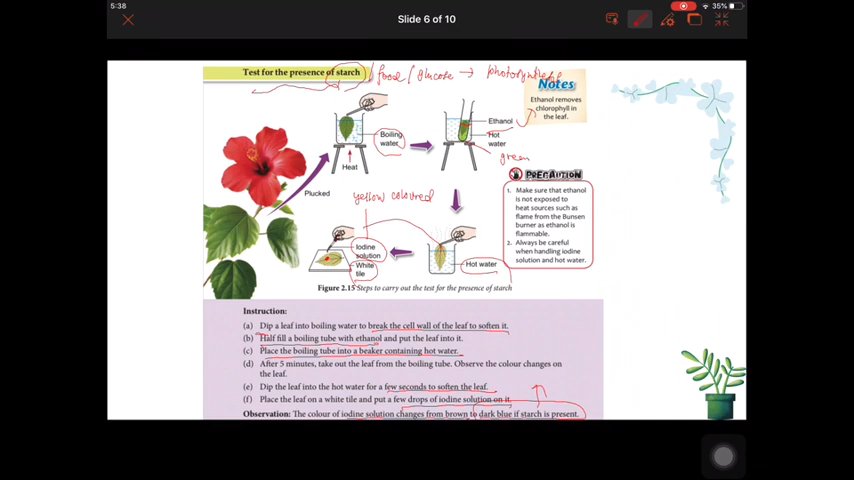 5:38
Slide 6 of 10
35%
Test for the presence of starch / food / glucose → photosynthesis
Notes
Ethanol removes
chlorophyll in
the leaf.
Boiling
water
Heat
Ethanol
Hot
water
green
Plucked
PRECAUTION
1. Make sure that ethanol
is not exposed to
heat sources such as
flame from the Bunsen
burner as ethanol is
flammable.
2. Always be careful
when handling iodine
solution and hot water.
yellow coloured
Iodine
solution
White
tile
Hot water
Figure 2.15 Steps to carry out the test for the presence of starch
Instruction:
(a) Dip a leaf into boiling water to break the cell wall of the leaf to soften it.
(b) Half fill a boiling tube with ethanol and put the leaf into it.
(c) Place the boiling tube into a beaker containing hot water.
(d) After 5 minutes, take out the leaf from the boiling tube. Observe the colour changes on
the leaf.
(e) Dip the leaf into the hot water for a few seconds to soften the leaf.
(f) Place the leaf on a white tile and put a few drops of iodine solution on it.
Observation: The colour of iodine solution changes from brown to dark blue if starch is present.